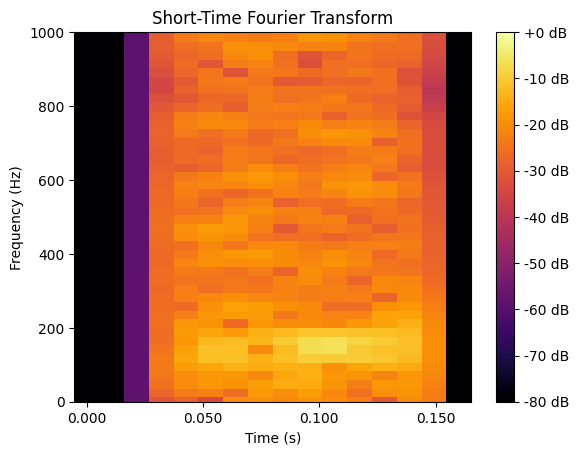 Short-Time Fourier Transform
1000
800
600
400
200
0
Frequency (Hz)
0.000
0.050
0.100
0.150
Time (s)
+0 dB
-10 dB
-20 dB
-30 dB
-40 dB
-50 dB
-60 dB
-70 dB
-80 dB